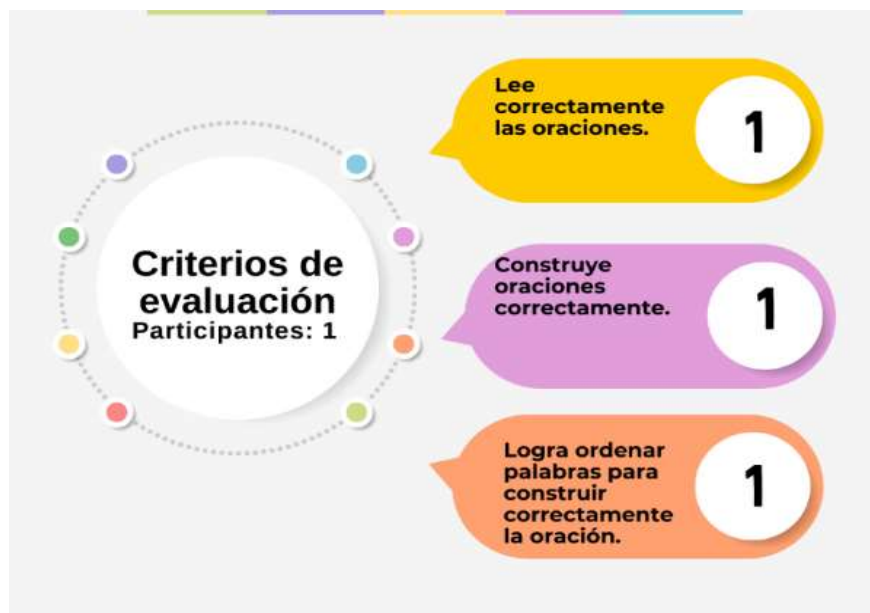 Criterios de
evaluación
Participantes: 1
Lee
correctamente
las oraciones.
1
Construye
oraciones
correctamente.
1
Logra ordenar
palabras para
construir
correctamente
la oración.
1